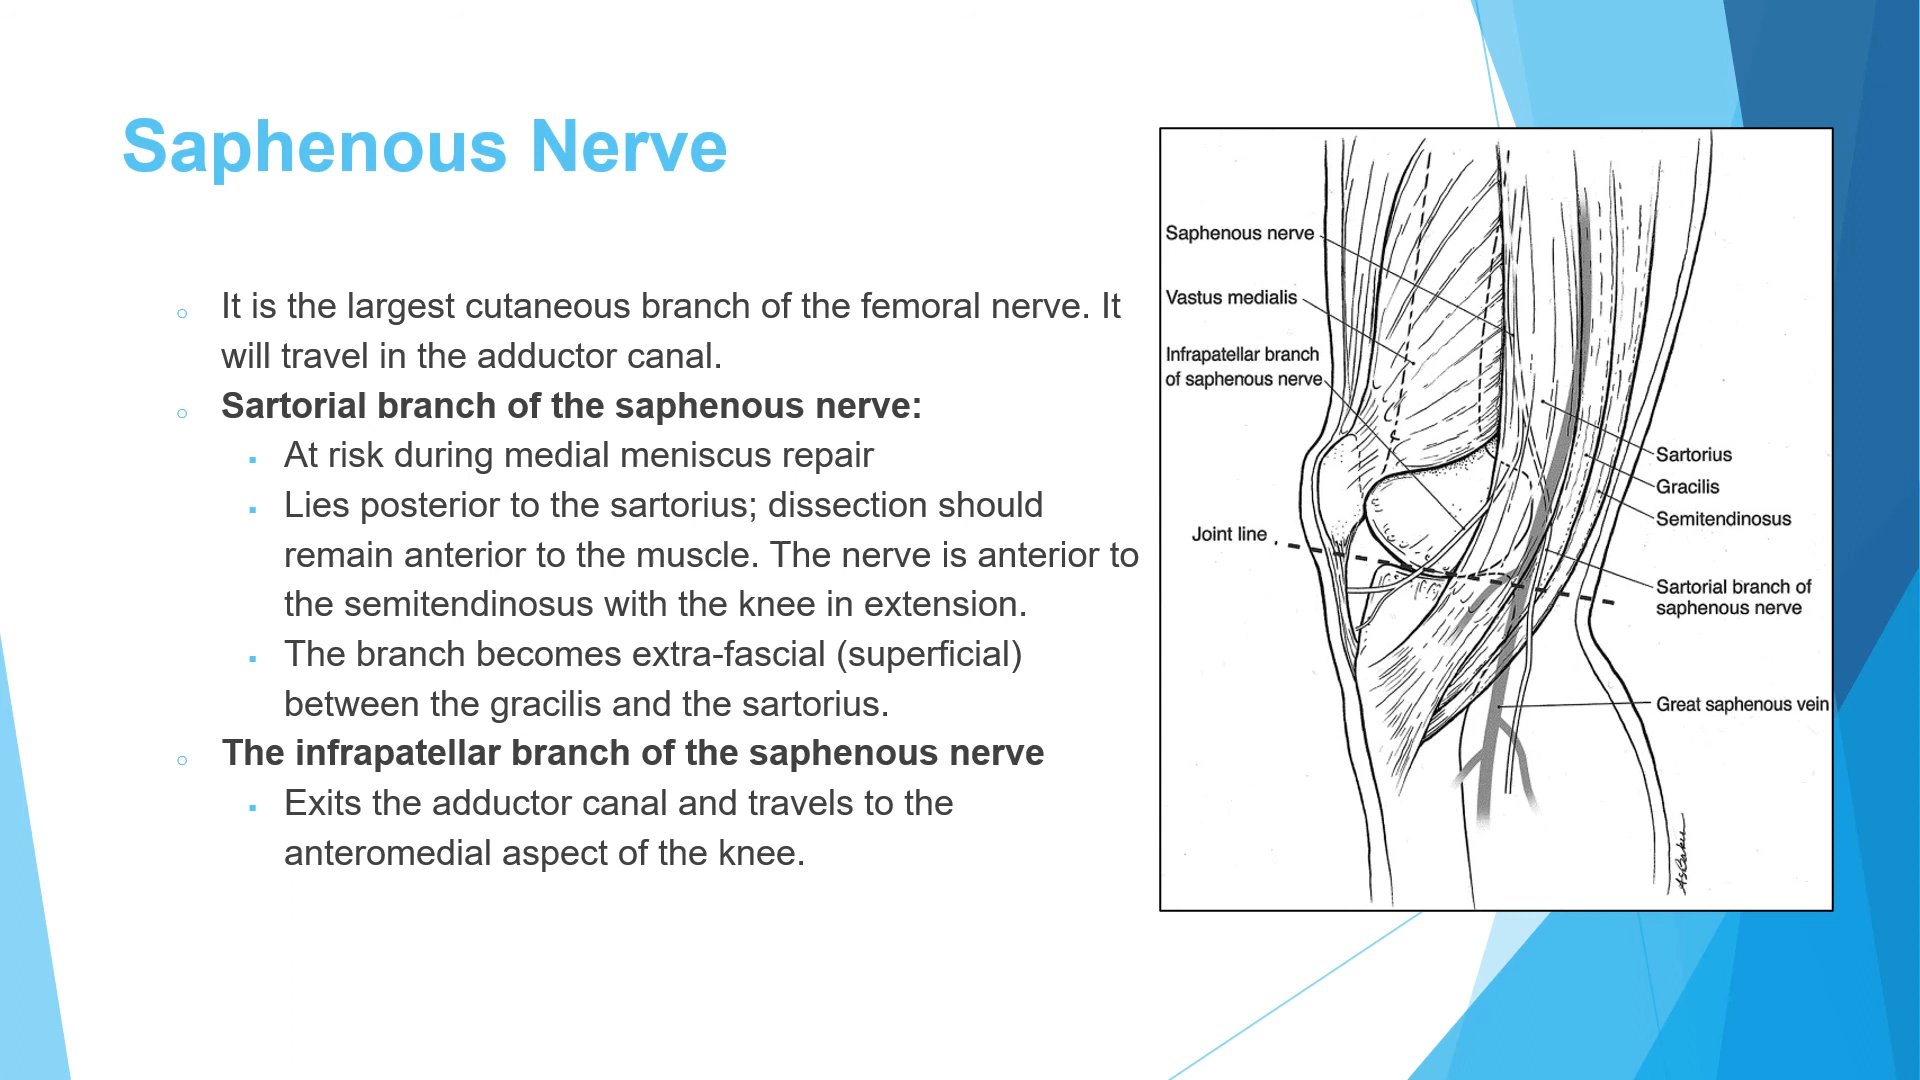 Saphenous Nerve
It is the largest cutaneous branch of the femoral nerve. It
will travel in the adductor canal.
Sartorial branch of the saphenous nerve:
At risk during medial meniscus repair
Lies posterior to the sartorius; dissection should
remain anterior to the muscle. The nerve is anterior to
the semitendinosus with the knee in extension.
The branch becomes extra-fascial (superficial)
between the gracilis and the sartorius.
The infrapatellar branch of the saphenous nerve
Exits the adductor canal and travels to the
anteromedial aspect of the knee.
Saphenous nerve
Vastus medialis
Infrapatellar branch
of saphenous nerve
Joint line
Sartorius
Gracilis
Semitendinosus
Sartorial branch of
saphenous nerve
Great saphenous vein